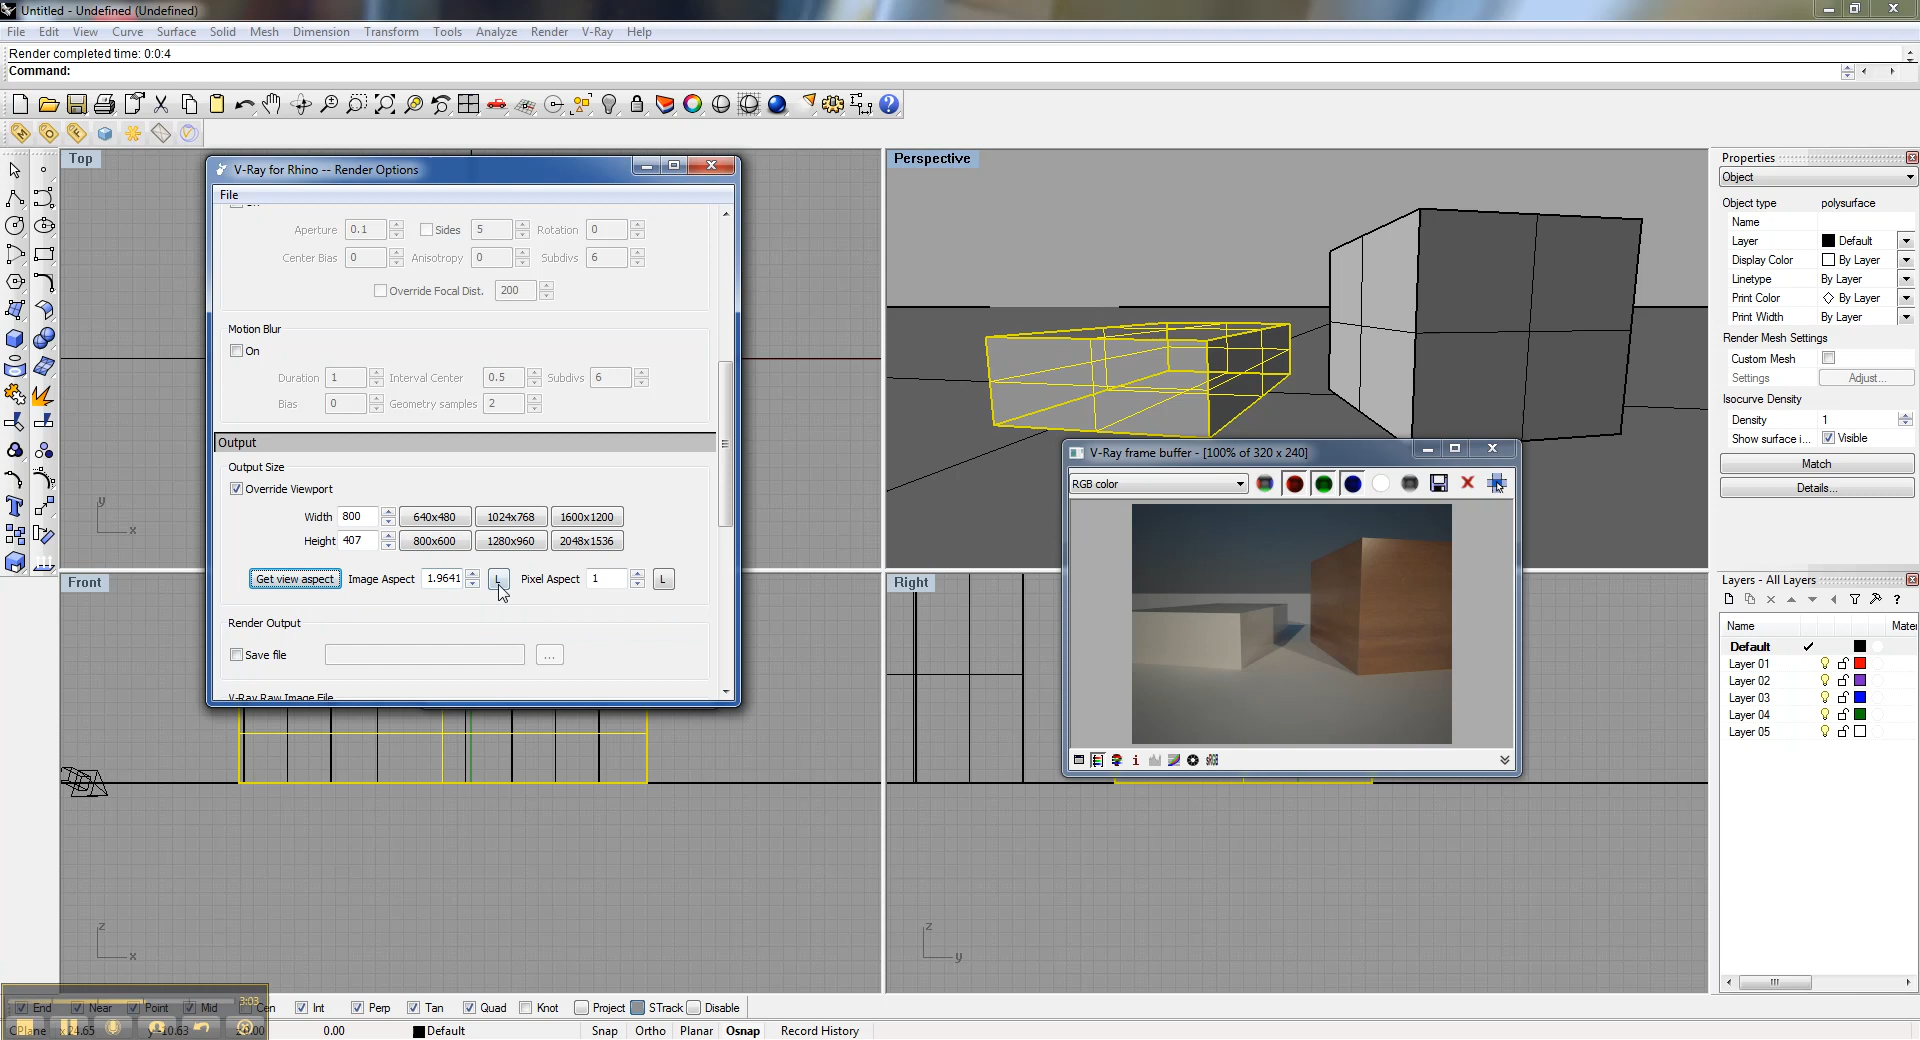 Untitled - Undefined (Undefined)
File Edit View Curve Surface Solid Mesh Dimension Transform Tools Analyze Render V-Ray Help
Render completed time: 0:0:4
Command:
Top
V-Ray for Rhino -- Render Options
File
Aperture 0.1 Sides 5 Rotation 0
Center Bias 0 Anisotropy 0 Subdivs 6
Override Focal Dist. 200
Motion Blur
On
Duration 1 Interval Center 0.5 Subdivs 6
Bias 0 Geometry samples 2
Output
Output Size
Override Viewport
Width 800 640x480 1024x768 1600x1200
Height 407 800x600 1280x960 2048x1536
Get view aspect Image Aspect 1.9641 L Pixel Aspect 1 L
Render Output
Save file ...
V-Ray Raw Image File
Perspective
V-Ray frame buffer - [100% of 320 x 240]
RGB color
Front
Right
y
x
z
x
z
y
Properties
Object
Object type polysurface
Name
Layer Default
Display Color By Layer
Linetype By Layer
Print Color By Layer
Print Width By Layer
Render Mesh Settings
Custom Mesh
Settings Adjust...
Isocurve Density
Density 1
Show surface i... Visible
Match
Details...
Layers - All Layers
Name Mater
Default
Layer 01
Layer 02
Layer 03
Layer 04
Layer 05
End Near Point Mid Cen Int Perp Tan Quad Knot Project STrack Disable
3:03
CPlane x 24.65 y -10.63 0.00 Default Snap Ortho Planar Osnap Record History